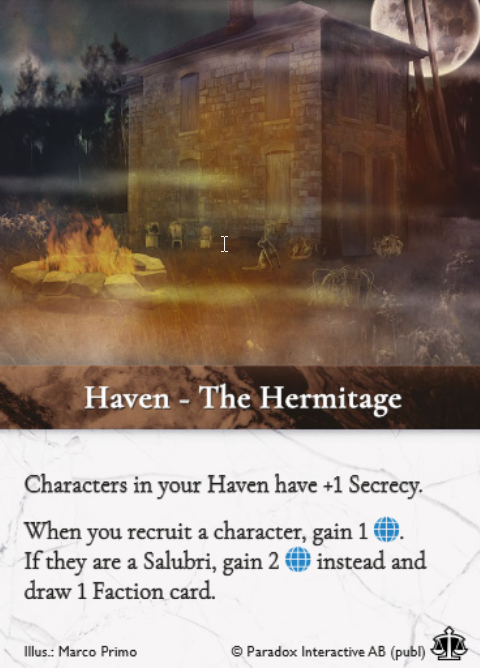 Haven - The Hermitage
Characters in your Haven have +1 Secrecy.
When you recruit a character, gain 1 .
If they are a Salubri, gain 2 instead and
draw 1 Faction card.
Illus.: Marco Primo © Paradox Interactive AB (publ)